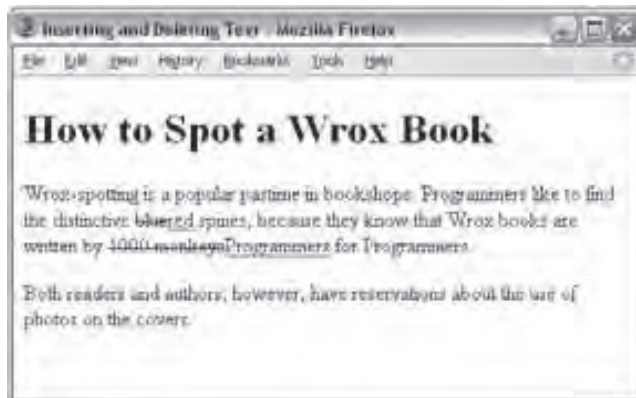 Inserting and Deleting Text - Mozilla Firefox
File Edit View History Bookmarks Tools Help
How to Spot a Wrox Book
Wrox-spotting is a popular pastime in bookshops. Programmers like to find
the distinctive bluered spines, because they know that Wrox books are
written by 1000 monkeysProgrammers for Programmers.
Both readers and authors, however, have reservations about the use of
photos on the covers.